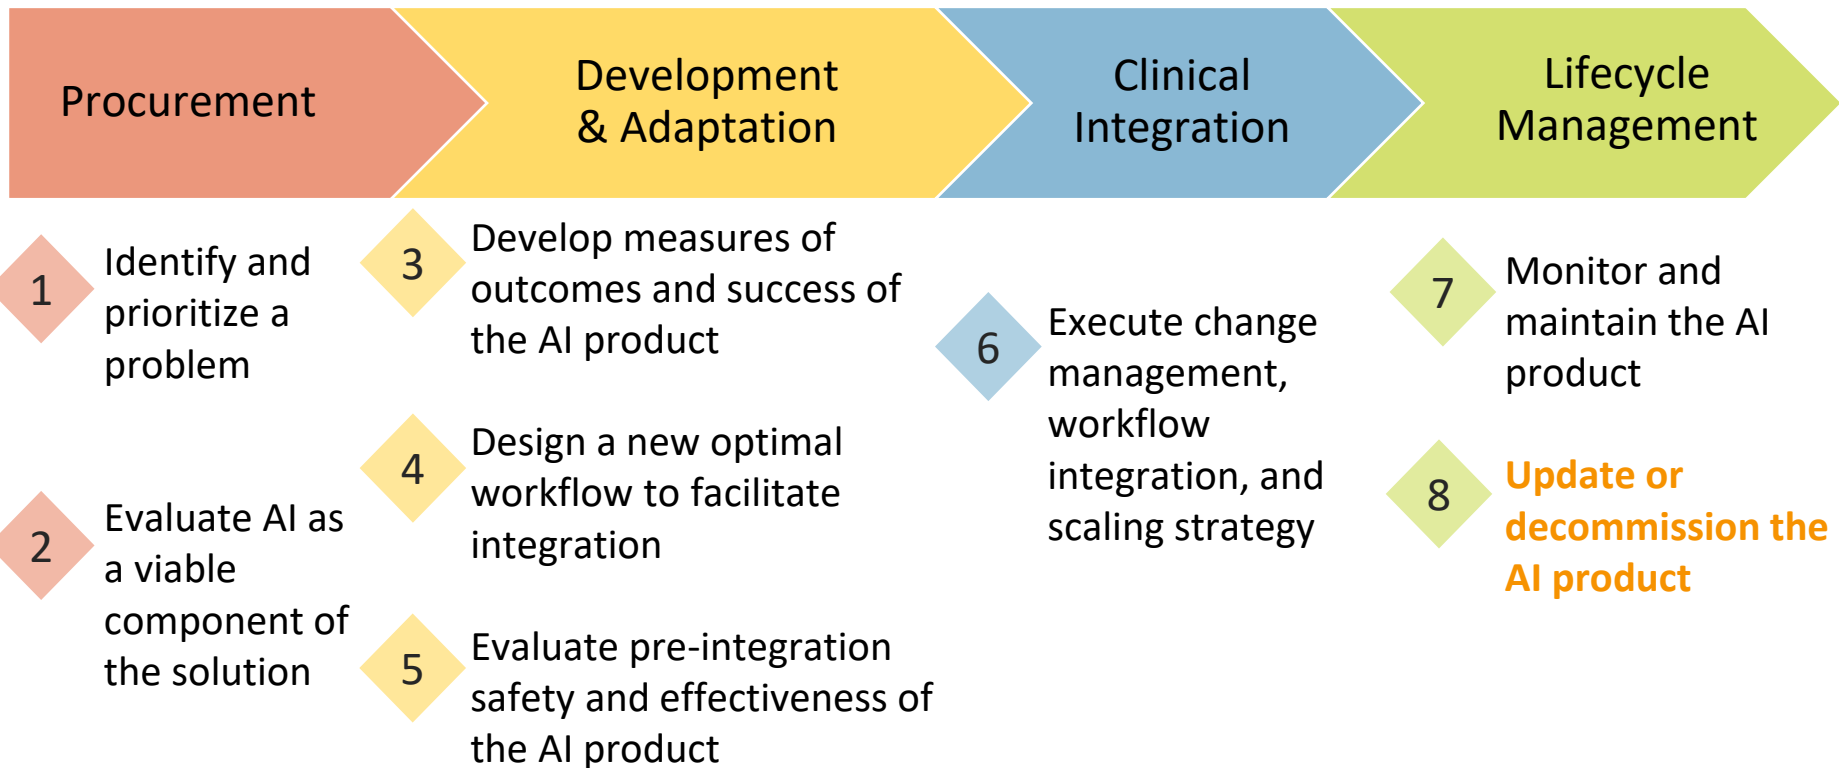 Procurement
Development
& Adaptation
Clinical
Integration
Lifecycle
Management
1
Identify and
prioritize a
problem
2
Evaluate AI as
a viable
component of
the solution
3
Develop measures of
outcomes and success of
the AI product
4
Design a new optimal
workflow to facilitate
integration
5
Evaluate pre-integration
safety and effectiveness of
the AI product
6
Execute change
management,
workflow
integration, and
scaling strategy
7
Monitor and
maintain the AI
product
8
Update or
decommission the
AI product